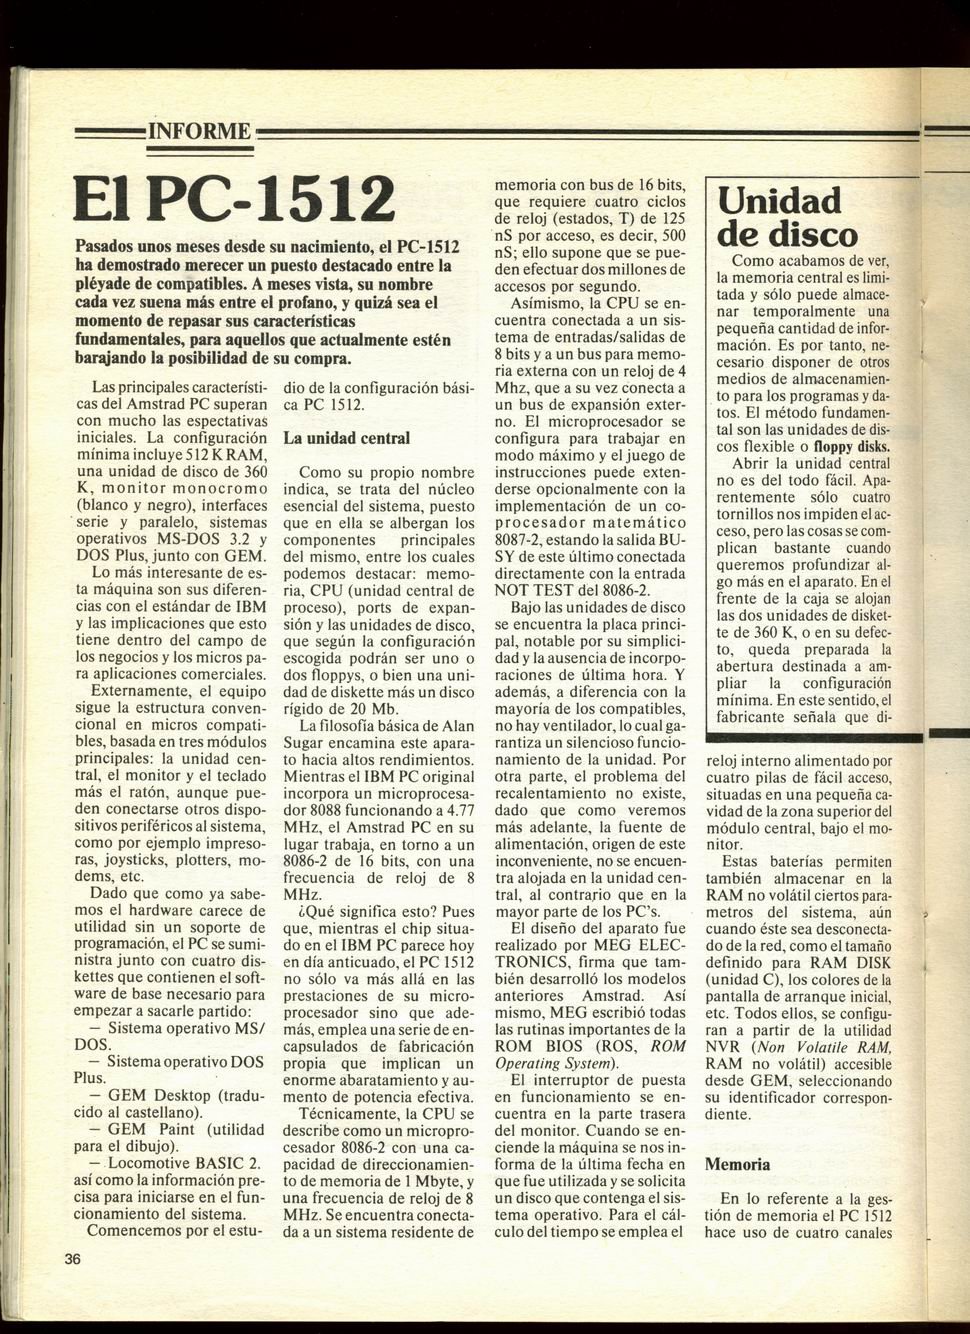 INFORME
El PC-1512
Pasados unos meses desde su nacimiento, el PC-1512
ha demostrado merecer un puesto destacado entre la
pléyade de compatibles. A meses vista, su nombre
cada vez suena más entre el profano, y quizá sea el
momento de repasar sus características
fundamentales, para aquellos que actualmente estén
barajando la posibilidad de su compra.
Las principales característi-
cas del Amstrad PC superan
con mucho las espectativas
iniciales. La configuración
mínima incluye 512 K RAM,
una unidad de disco de 360
K, monitor monocromo
(blanco y negro), interfaces
serie y paralelo, sistemas
operativos MS-DOS 3.2 y
DOS Plus, junto con GEM.
Lo más interesante de es-
ta máquina son sus diferen-
cias con el estándar de IBM
y las implicaciones que esto
tiene dentro del campo de
los negocios y los micros pa-
ra aplicaciones comerciales.
Externamente, el equipo
sigue la estructura conven-
cional en micros compati-
bles, basada en tres módulos
principales: la unidad cen-
tral, el monitor y el teclado
más el ratón, aunque pue-
den conectarse otros dispo-
sitivos periféricos al sistema,
como por ejemplo impreso-
ras, joysticks, plotters, mo-
dems, etc.
Dado que como ya sabe-
mos el hardware carece de
utilidad sin un soporte de
programación, el PC se sumi-
nistra junto con cuatro dis-
kettes que contienen el soft-
ware de base necesario para
empezar a sacarle partido:
— Sistema operativo MS/
DOS.
— Sistema operativo DOS
Plus.
— GEM Desktop (tradu-
cido al castellano).
— GEM Paint (utilidad
para el dibujo).
— Locomotive BASIC 2.
así como la información pre-
cisa para iniciarse en el fun-
cionamiento del sistema.
Comencemos por el estu-
dio de la configuración bási-
ca PC 1512.
La unidad central
Como su propio nombre
indica, se trata del núcleo
esencial del sistema, puesto
que en ella se albergan los
componentes principales
del mismo, entre los cuales
podemos destacar: memo-
ria, CPU (unidad central de
proceso), ports de expan-
sión y las unidades de disco,
que según la configuración
escogida podrán ser uno o
dos floppys, o bien una uni-
dad de diskette más un disco
rígido de 20 Mb.
La filosofía básica de Alan
Sugar encamina este apara-
to hacia altos rendimientos.
Mientras el IBM PC original
incorpora un microprocesa-
dor 8088 funcionando a 4.77
MHz, el Amstrad PC en su
lugar trabaja, en torno a un
8086-2 de 16 bits, con una
frecuencia de reloj de 8
MHz.
¿Qué significa esto? Pues
que, mientras el chip situa-
do en el IBM PC parece hoy
en día anticuado, el PC 1512
no sólo va más allá en las
prestaciones de su micro-
procesador sino que ade-
más, emplea una serie de en-
capsulados de fabricación
propia que implican un
enorme abaratamiento y au-
mento de potencia efectiva.
Técnicamente, la CPU se
describe como un micropro-
cesador 8086-2 con una ca-
pacidad de direccionamien-
to de memoria de 1 Mbyte, y
una frecuencia de reloj de 8
MHz. Se encuentra conecta-
da a un sistema residente de
memoria con bus de 16 bits,
que requiere cuatro ciclos
de reloj (estados, T) de 125
nS por acceso, es decir, 500
nS; ello supone que se pue-
den efectuar dos millones de
accesos por segundo.
Asímismo, la CPU se en-
cuentra conectada a un sis-
tema de entradas/salidas de
8 bits y a un bus para memo-
ria externa con un reloj de 4
Mhz, que a su vez conecta a
un bus de expansión exter-
no. El microprocesador se
configura para trabajar en
modo máximo y el juego de
instrucciones puede exten-
derse opcionalmente con la
implementación de un co-
procesador matemático
8087-2, estando la salida BU-
SY de este último conectada
directamente con la entrada
NOT TEST del 8086-2.
Bajo las unidades de disco
se encuentra la placa princi-
pal, notable por su simplici-
dad y la ausencia de incorpo-
raciones de última hora. Y
además, a diferencia con la
mayoría de los compatibles,
no hay ventilador, lo cual ga-
rantiza un silencioso funcio-
namiento de la unidad. Por
otra parte, el problema del
recalentamiento no existe,
dado que como veremos
más adelante, la fuente de
alimentación, origen de este
inconveniente, no se encuen-
tra alojada en la unidad cen-
tral, al contrario que en la
mayor parte de los PC's.
El diseño del aparato fue
realizado por MEG ELEC-
TRONICS, firma que tam-
bién desarrolló los modelos
anteriores Amstrad. Así
mismo, MEG escribió todas
las rutinas importantes de la
ROM BIOS (ROS, ROM
Operating System).
El interruptor de puesta
en funcionamiento se en-
cuentra en la parte trasera
del monitor. Cuando se en-
ciende la máquina se nos in-
forma de la última fecha en
que fue utilizada y se solicita
un disco que contenga el sis-
tema operativo. Para el cál-
culo del tiempo se emplea el
Unidad
de disco
Como acabamos de ver,
la memoria central es limi-
tada y sólo puede almace-
nar temporalmente una
pequeña cantidad de infor-
mación. Es por tanto, ne-
cesario disponer de otros
medios de almacenamien-
to para los programas y da-
tos. El método fundamen-
tal son las unidades de dis-
cos flexible o floppy disks.
Abrir la unidad central
no es del todo fácil. Apa-
rentemente sólo cuatro
tornillos nos impiden el ac-
ceso, pero las cosas se com-
plican bastante cuando
queremos profundizar al-
go más en el aparato. En el
frente de la caja se alojan
las dos unidades de disket-
te de 360 K, o en su defec-
to, queda preparada la
abertura destinada a am-
pliar la configuración
mínima. En este sentido, el
fabricante señala que di-
reloj interno alimentado por
cuatro pilas de fácil acceso,
situadas en una pequeña ca-
vidad de la zona superior del
módulo central, bajo el mo-
nitor.
Estas baterías permiten
también almacenar en la
RAM no volátil ciertos para-
metros del sistema, aún
cuando éste sea desconecta-
do de la red, como el tamaño
definido para RAM DISK
(unidad C), los colores de la
pantalla de arranque inicial,
etc. Todos ellos, se configu-
ran a partir de la utilidad
NVR (Non Volatile RAM,
RAM no volátil) accesible
desde GEM, seleccionando
su identificador correspon-
diente.
Memoria
En lo referente a la ges-
tión de memoria el PC 1512
hace uso de cuatro canales
36